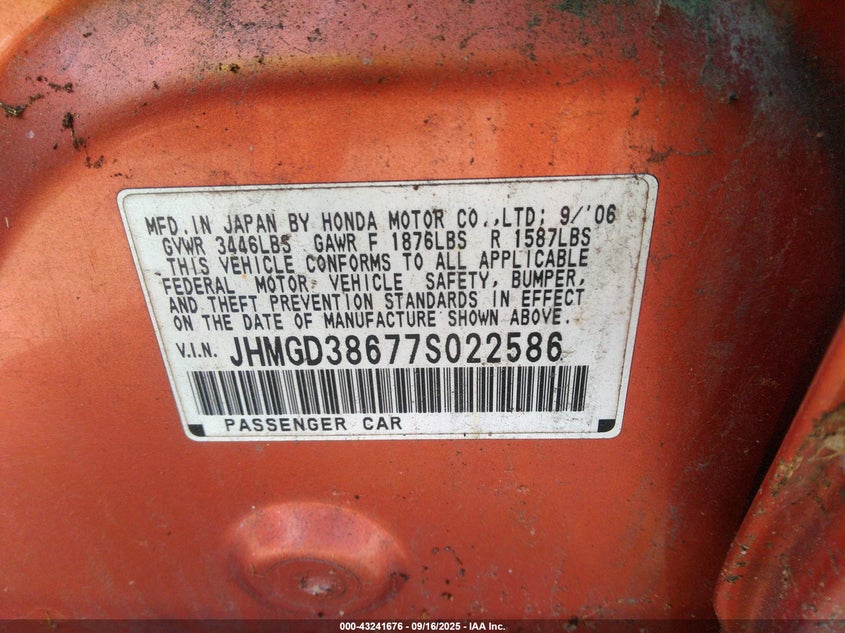 MFD. IN JAPAN BY HONDA MOTOR CO.,LTD; 9/'06
GVWR 3446LBS GAWR F 1876LBS R 1587LBS
THIS VEHICLE CONFORMS TO ALL APPLICABLE
FEDERAL MOTOR VEHICLE SAFETY, BUMPER,
AND THEFT PREVENTION STANDARDS IN EFFECT
ON THE DATE OF MANUFACTURE SHOWN ABOVE.
V.I.N. JHMGD38677S022586
PASSENGER CAR
000-43241676 - 09/16/2025 - IAA Inc.